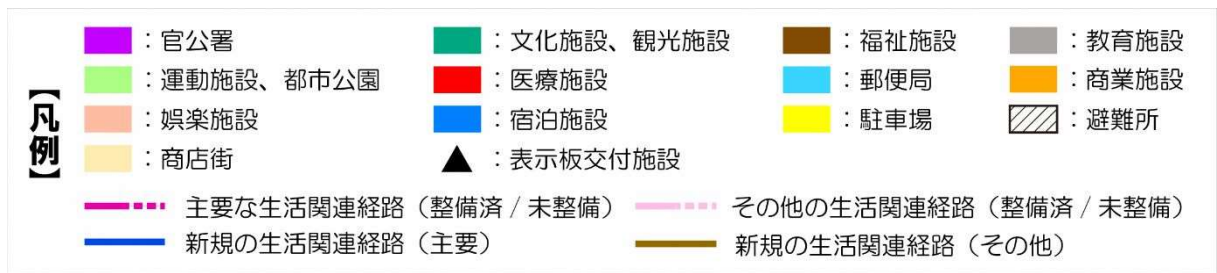 【凡例】
：官公署 ：文化施設、観光施設 ：福祉施設 ：教育施設
：運動施設、都市公園 ：医療施設 ：郵便局 ：商業施設
：娯楽施設 ：宿泊施設 ：駐車場 ：避難所
：商店街 ：表示板交付施設
主要な生活関連経路（整備済 / 未整備） その他の生活関連経路（整備済 / 未整備）
新規の生活関連経路（主要） 新規の生活関連経路（その他）